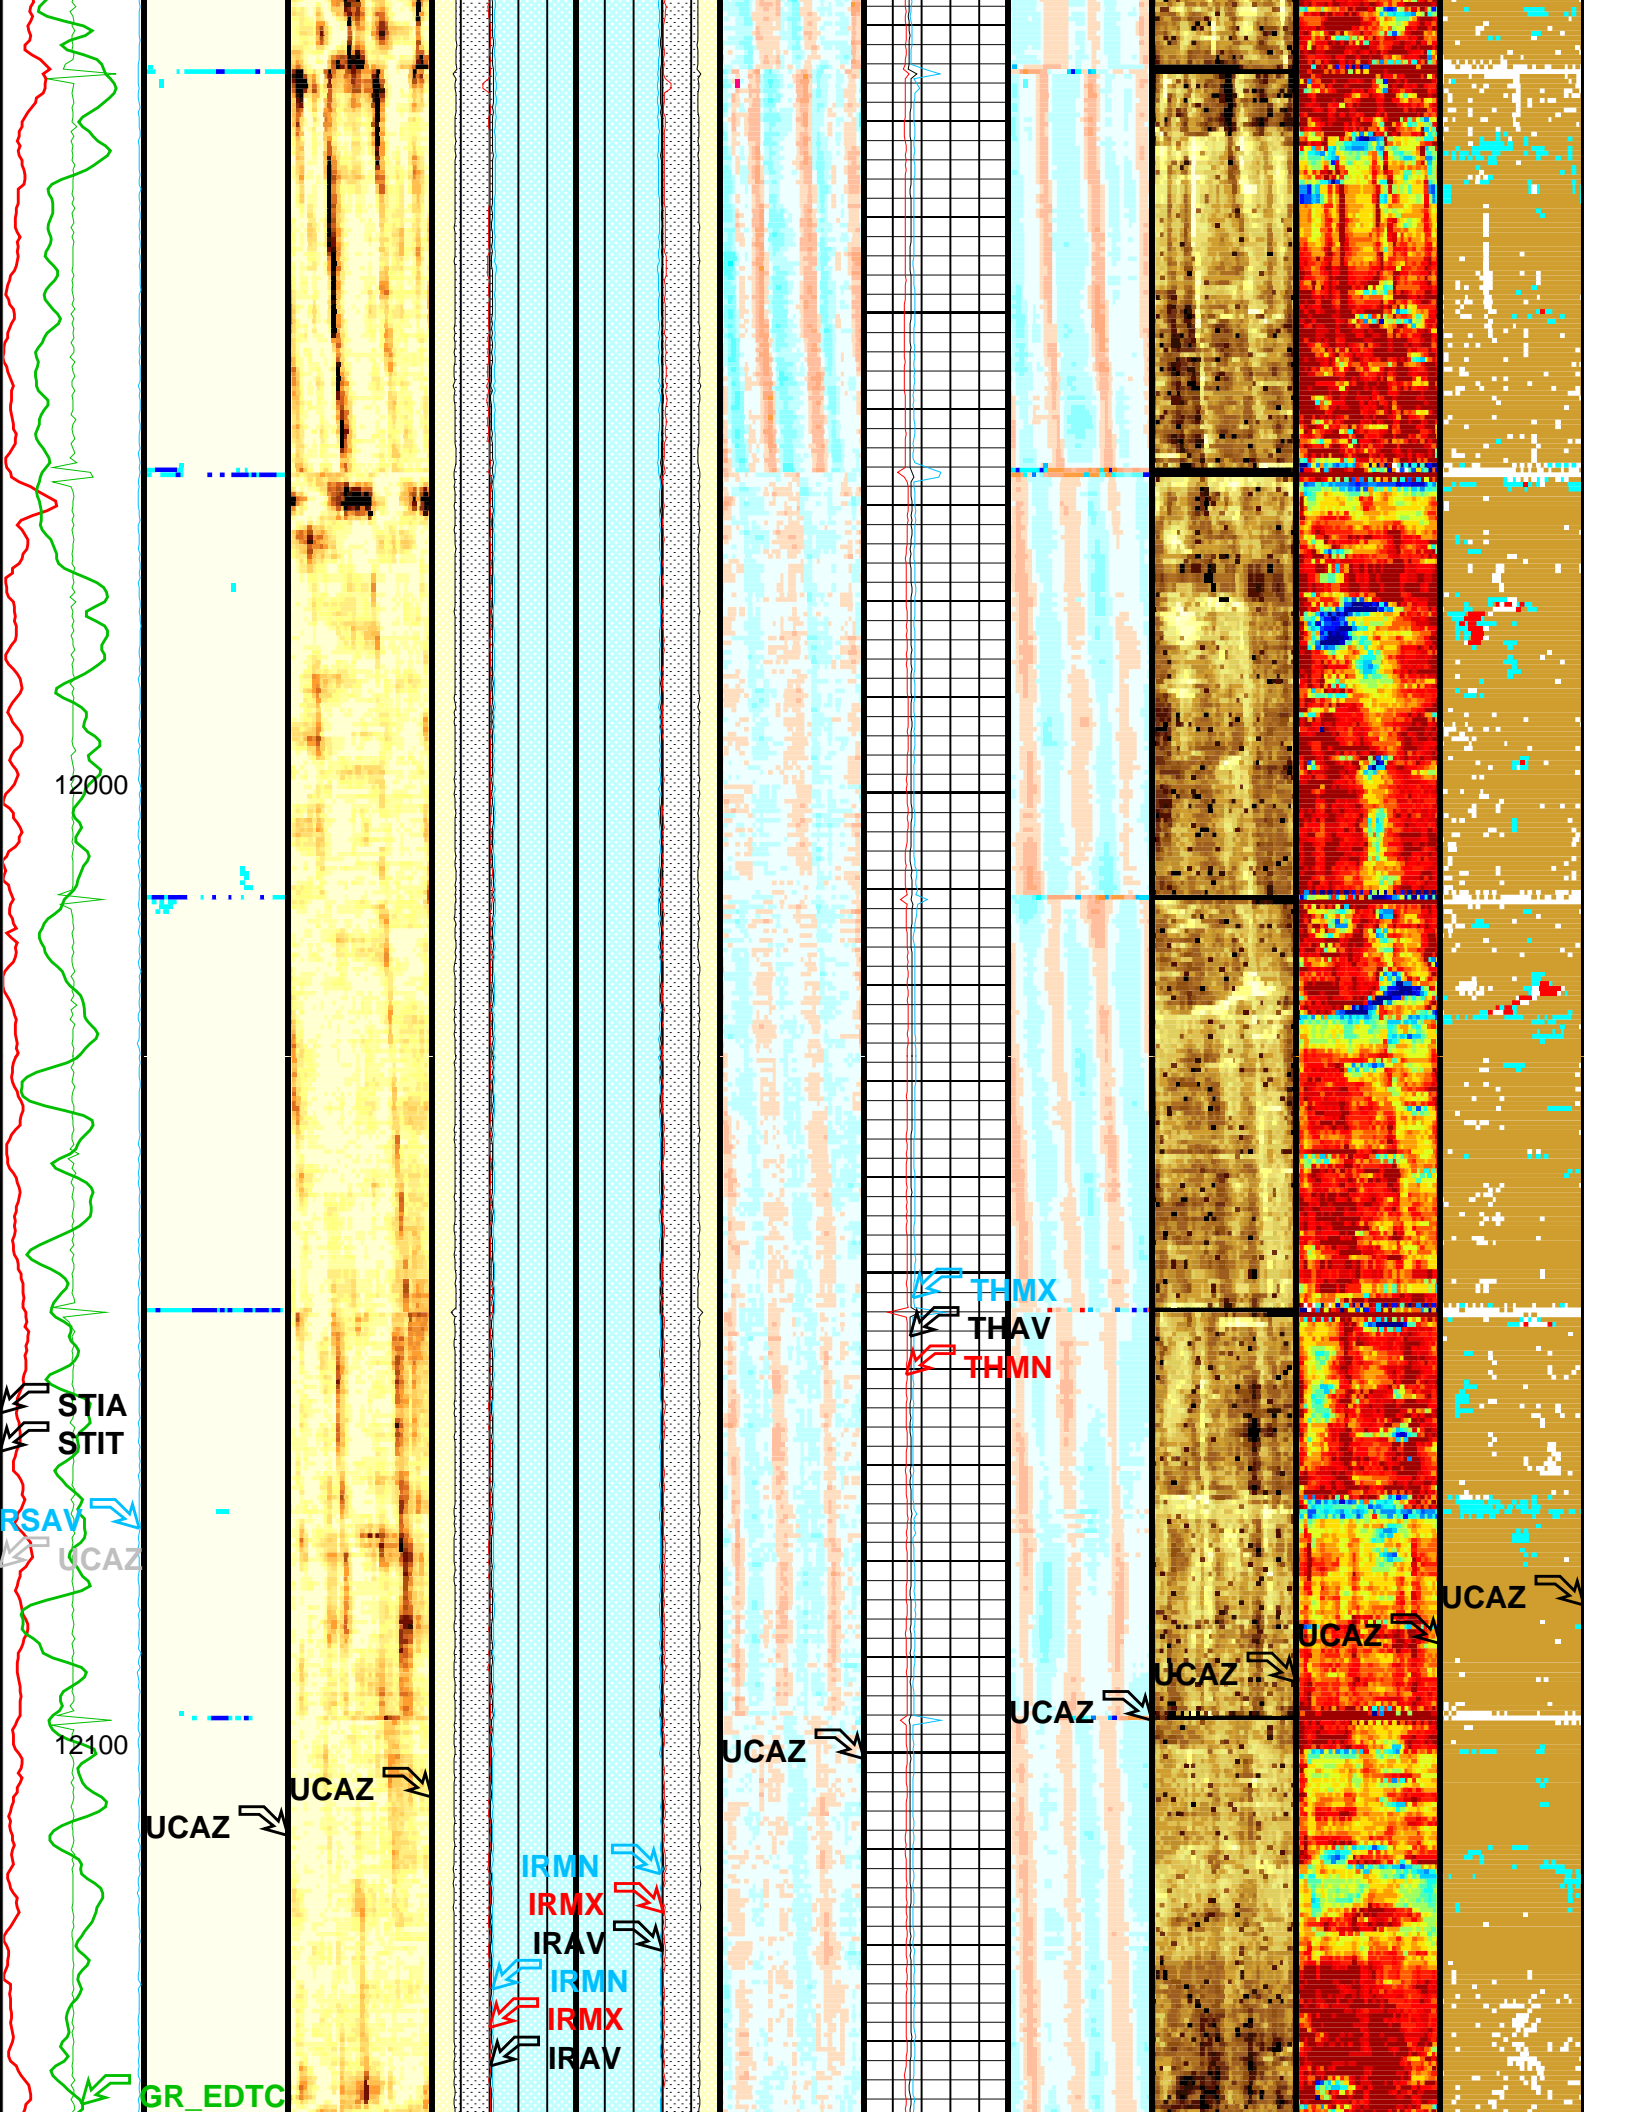 12000
THMX
THAV
THMN
STIA
STIT
RSAV
UCAZ
UCAZ
UCAZ
UCAZ
UCAZ
12100
UCAZ
UCAZ
UCAZ
IRMN
IRMX
IRAV
IRMN
IRMX
IRAV
GR_EDTC